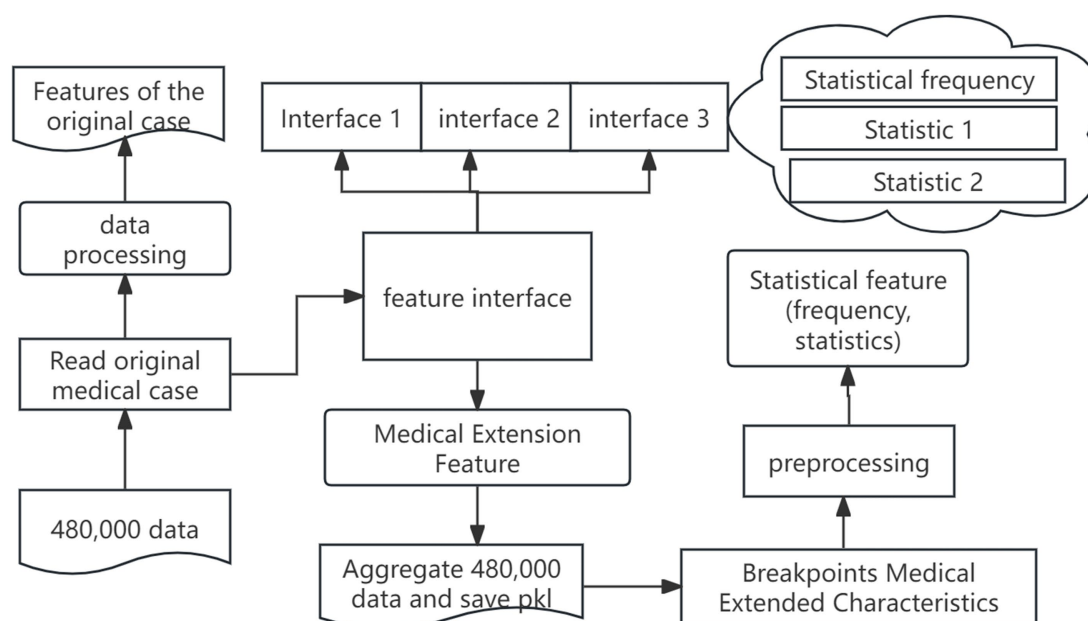 Features of the
original case
Interface 1
interface 2
interface 3
Statistical frequency
Statistic 1
Statistic 2
data
processing
feature interface
Statistical feature
(frequency,
statistics)
Read original
medical case
Medical Extension
Feature
preprocessing
480,000 data
Aggregate 480,000
data and save pkl
Breakpoints Medical
Extended Characteristics